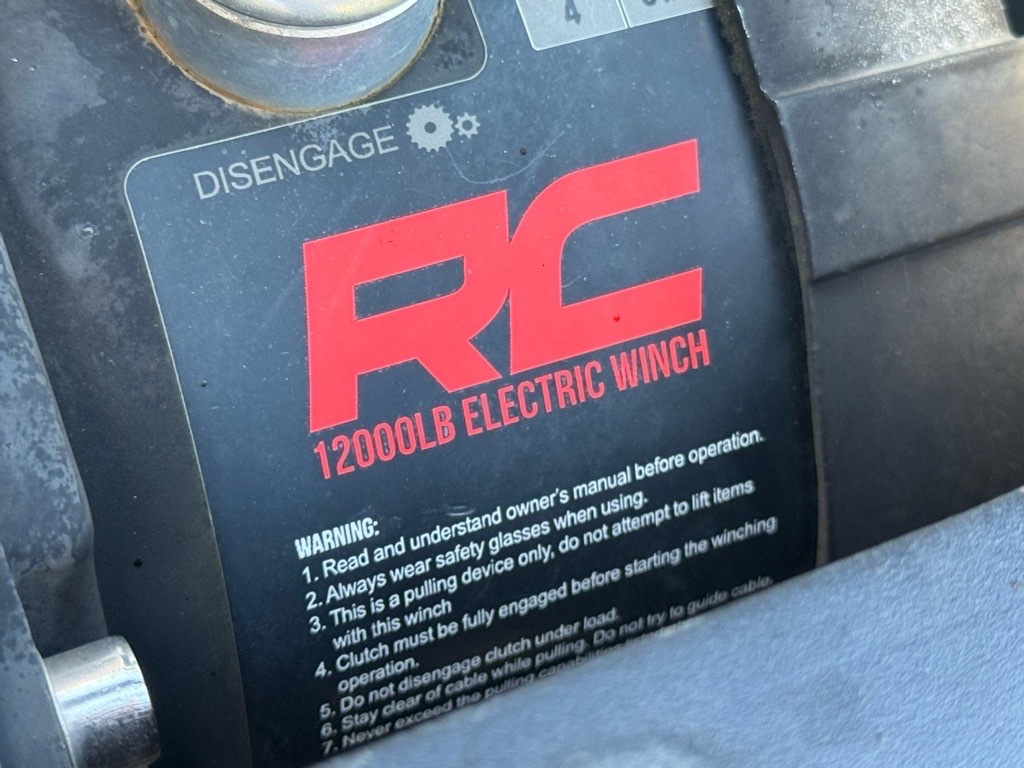 4
DISENGAGE
RC
12000LB ELECTRIC WINCH
WARNING:
1. Read and understand owner's manual before operation.
2. Always wear safety glasses when using.
3. This is a pulling device only, do not attempt to lift items
with this winch
4. Clutch must be fully engaged before starting the winching
operation.
5. Do not disengage clutch under load.
6. Stay clear of cable while pulling. Do not try to guide cable.
7. Never exceed the pulling capabilities